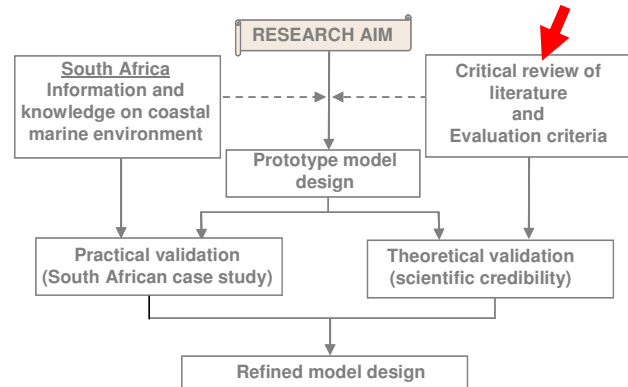 RESEARCH AIM
South Africa
Information and
knowledge on coastal
marine environment
Critical review of
literature
and
Evaluation criteria
Prototype model
design
Practical validation
(South African case study)
Theoretical validation
(scientific credibility)
Refined model design